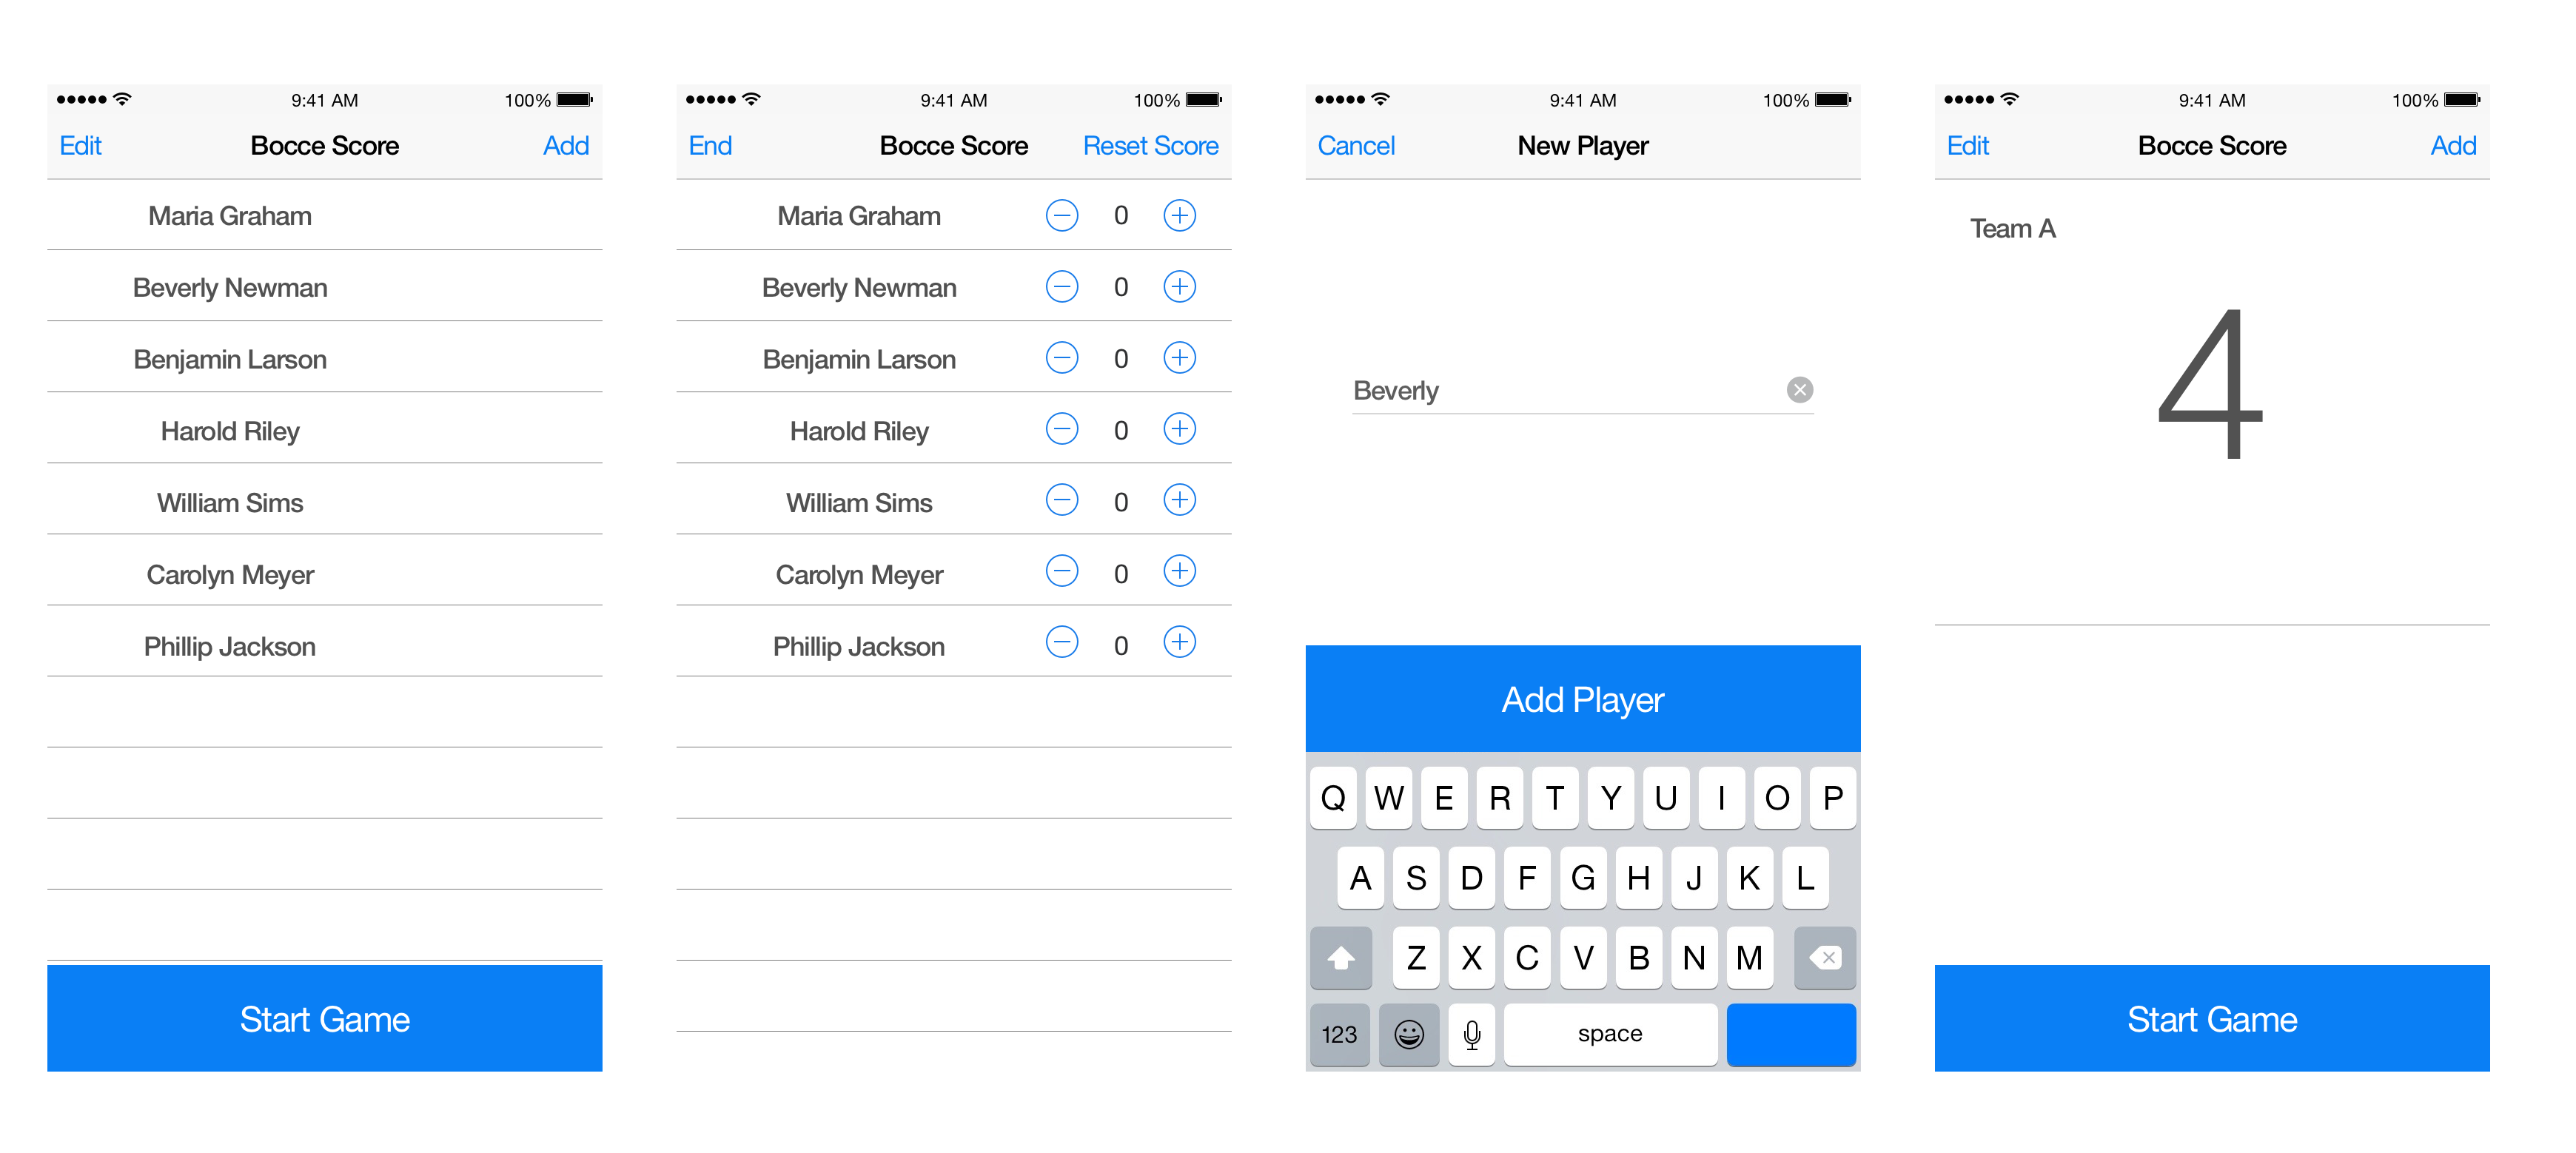 9:41 AM 100%
Edit Bocce Score Add
Maria Graham
Beverly Newman
Benjamin Larson
Harold Riley
William Sims
Carolyn Meyer
Phillip Jackson
Start Game
9:41 AM 100%
End Bocce Score Reset Score
Maria Graham 0
Beverly Newman 0
Benjamin Larson 0
Harold Riley 0
William Sims 0
Carolyn Meyer 0
Phillip Jackson 0
9:41 AM 100%
Cancel New Player
Beverly
Add Player
Q W E R T Y U I O P
A S D F G H J K L
Z X C V B N M
123 space
9:41 AM 100%
Edit Bocce Score Add
Team A
4
Start Game